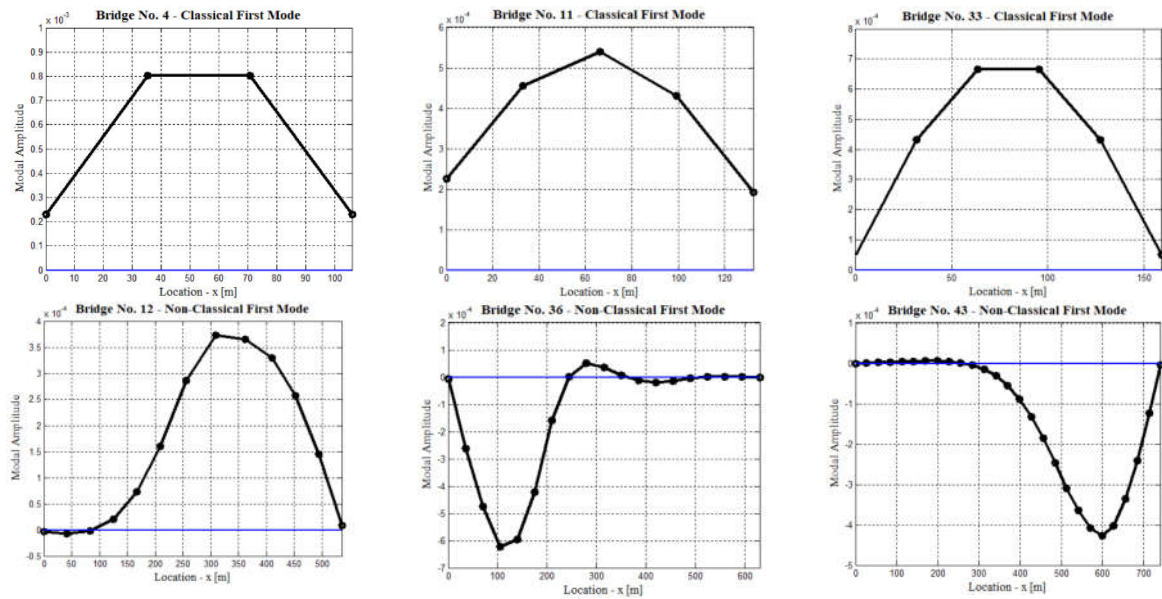 Bridge No. 4 - Classical First Mode
x 10⁻³
Modal Amplitude
1
0.9
0.8
0.7
0.6
0.5
0.4
0.3
0.2
0.1
0
0 10 20 30 40 50 60 70 80 90 100
Location - x [m]
Bridge No. 11 - Classical First Mode
x 10⁻⁴
Modal Amplitude
6
5
4
3
2
1
0
0 20 40 60 80 100 120
Location - x [m]
Bridge No. 33 - Classical First Mode
x 10⁻⁴
Modal Amplitude
8
7
6
5
4
3
2
1
0
0 50 100 150
Location - x [m]
Bridge No. 12 - Non-Classical First Mode
x 10⁻⁴
Modal Amplitude
4
3.5
3
2.5
2
1.5
1
0.5
0
-0.5
0 50 100 150 200 250 300 350 400 450 500
Location - x [m]
Bridge No. 36 - Non-Classical First Mode
x 10⁻⁴
Modal Amplitude
2
1
0
-1
-2
-3
-4
-5
-6
-7
0 100 200 300 400 500 600
Location - x [m]
Bridge No. 43 - Non-Classical First Mode
x 10⁻⁴
Modal Amplitude
1
0
-1
-2
-3
-4
-5
0 100 200 300 400 500 600 700
Location - x [m]